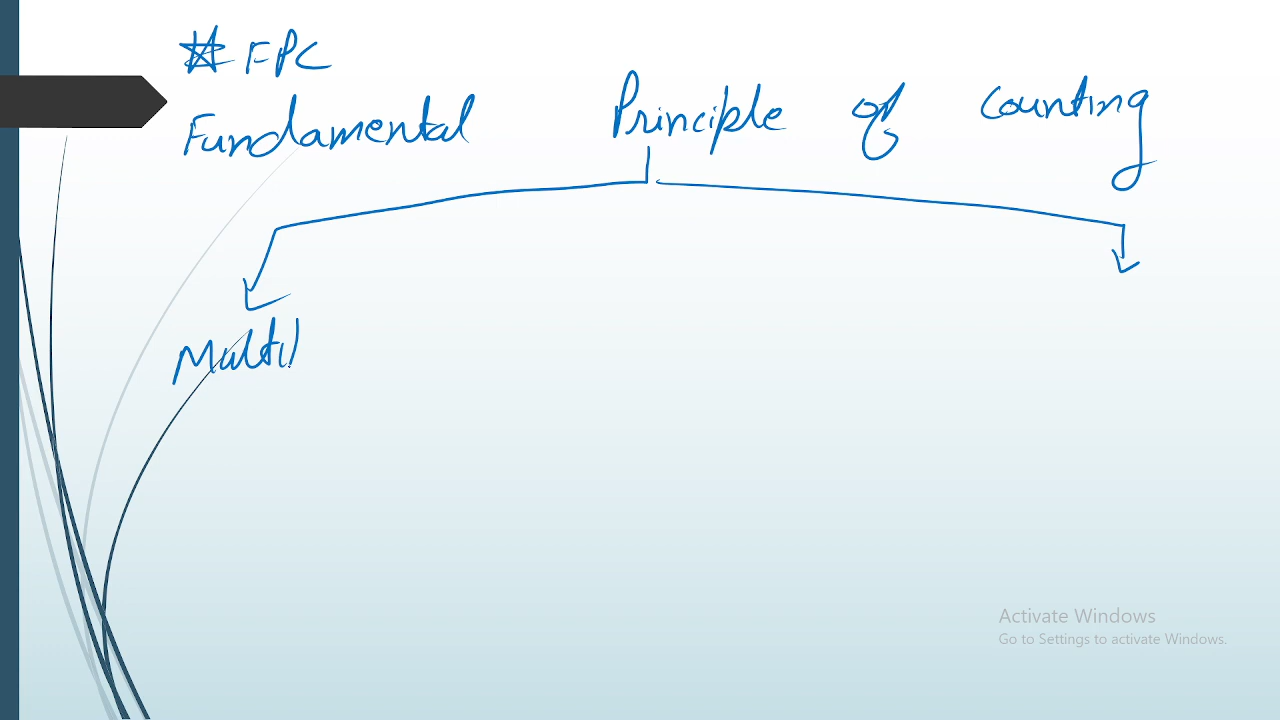 # FPC
Fundamental Principle of Counting
Multi
Activate Windows
Go to Settings to activate Windows.